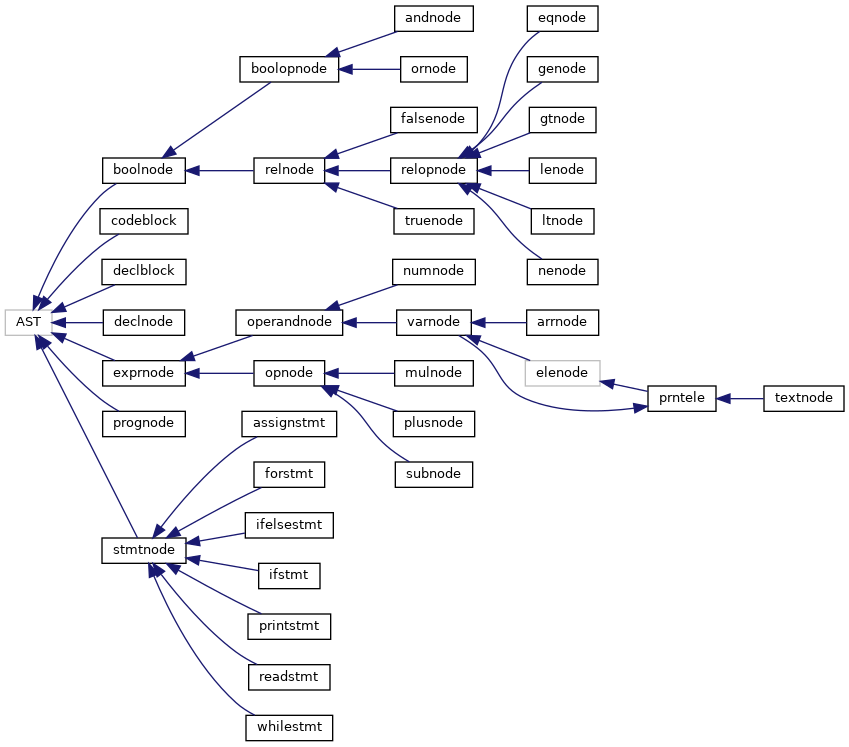 andnode
eqnode
boolopnode
ornode
genode
falsenode
gtnode
boolnode
relnode
relopnode
lenode
codeblock
truenode
ltnode
declblock
numnode
nenode
AST
declnode
operandnode
varnode
arrnode
exprnode
opnode
mulnode
elenode
prntele
textnode
prognode
assignstmt
plusnode
forstmt
subnode
ifelsestmt
stmtnode
ifstmt
printstmt
readstmt
whilestmt